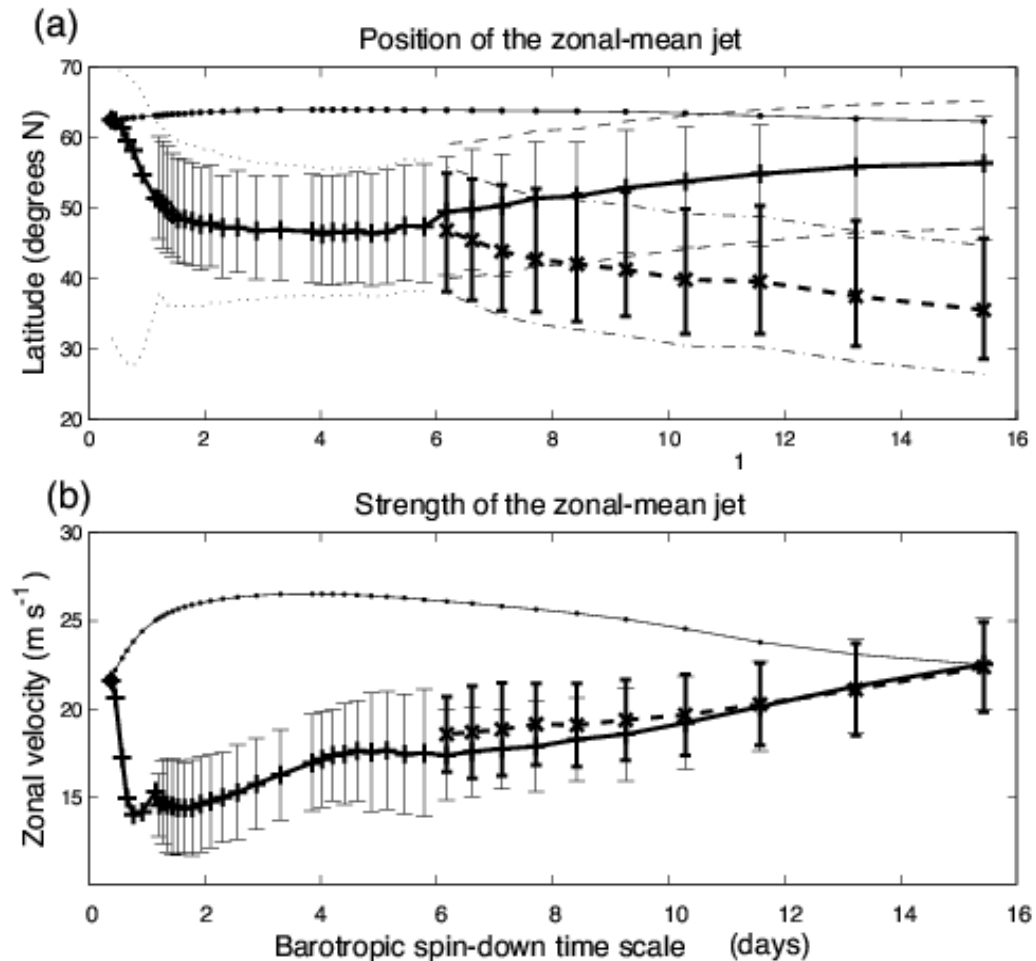 (a)
Position of the zonal-mean jet
Latitude (degrees N)
70
60
50
40
30
20
0 2 4 6 8 10 12 14 16
1
(b)
Strength of the zonal-mean jet
Zonal velocity (m s⁻¹)
30
25
20
15
0 2 4 6 8 10 12 14 16
Barotropic spin-down time scale (days)